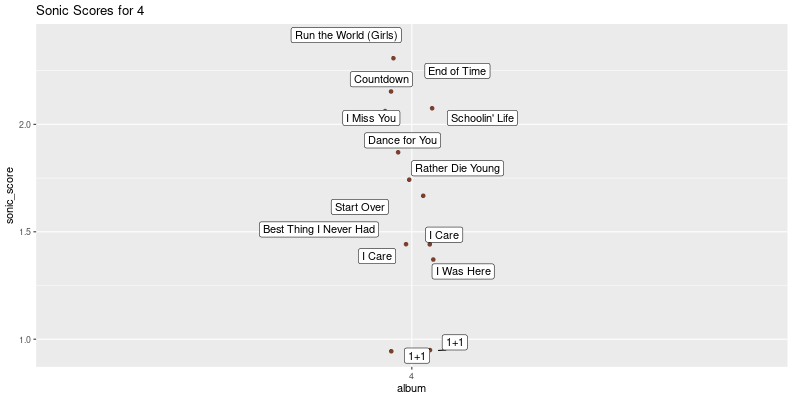 Sonic Scores for 4
Run the World (Girls)
End of Time
Countdown
I Miss You
Schoolin' Life
2.0
Dance for You
Rather Die Young
sonic_score
Start Over
Best Thing I Never Had
1.5
I Care
I Care
I Was Here
1.0
1+1
1+1
4
album